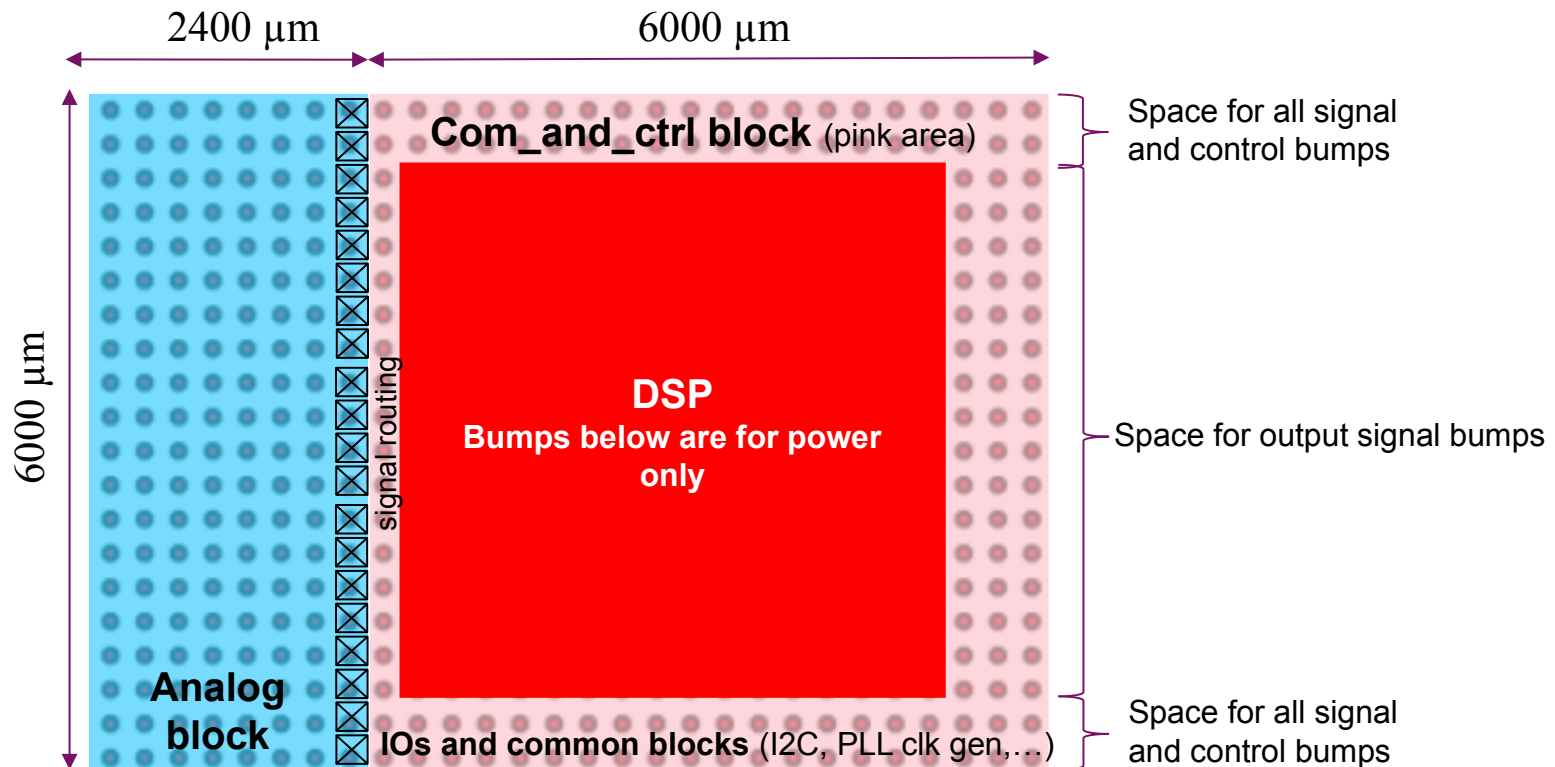 2400 µm
6000 µm
6000 µm
Com_and_ctrl block (pink area)
Space for all signal
and control bumps
signal routing
DSP
Bumps below are for power
only
Space for output signal bumps
Analog
block
IOs and common blocks (I2C, PLL clk gen,…)
Space for all signal
and control bumps